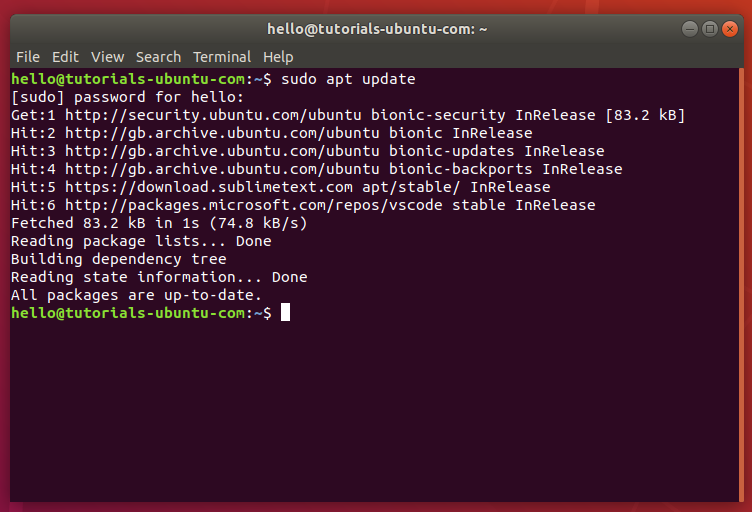 hello@tutorials-ubuntu-com: ~
File Edit View Search Terminal Help
hello@tutorials-ubuntu-com:~$ sudo apt update
[sudo] password for hello:
Get:1 http://security.ubuntu.com/ubuntu bionic-security InRelease [83.2 kB]
Hit:2 http://gb.archive.ubuntu.com/ubuntu bionic InRelease
Hit:3 http://gb.archive.ubuntu.com/ubuntu bionic-updates InRelease
Hit:4 http://gb.archive.ubuntu.com/ubuntu bionic-backports InRelease
Hit:5 https://download.sublimetext.com apt/stable/ InRelease
Hit:6 http://packages.microsoft.com/repos/vscode stable InRelease
Fetched 83.2 kB in 1s (74.8 kB/s)
Reading package lists... Done
Building dependency tree
Reading state information... Done
All packages are up-to-date.
hello@tutorials-ubuntu-com:~$